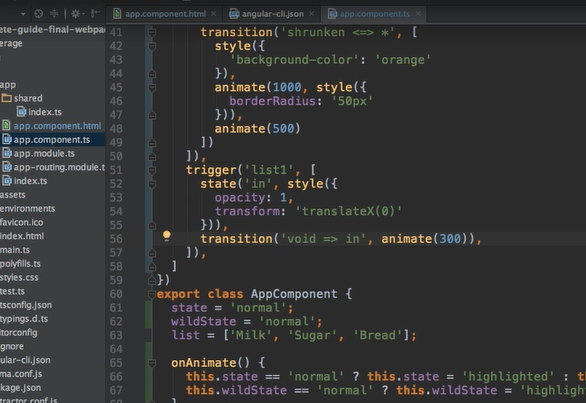 app.component.html × angular-cli.json × app.component.ts ×
ete-guide-final-webpa
erage
app
shared
index.ts
app.component.html
app.component.ts
app.module.ts
app-routing.module.t
index.ts
assets
environments
favicon.ico
index.html
main.ts
polyfills.ts
styles.css
test.ts
tsconfig.json
typings.d.ts
itorconfig
gnore
ular-cli.json
ma.conf.js
kage.json
tractor.conf.js
41 transition('shrunken <=> *', [
42 style({
43 'background-color': 'orange'
44 }),
45 animate(1000, style({
46 borderRadius: '50px'
47 })),
48 animate(500)
49 ])
50 ]),
51 trigger('list1', [
52 state('in', style({
53 opacity: 1,
54 transform: 'translateX(0)'
55 })),
56 transition('void => in', animate(300)),
57 ]),
58 ]
59 })
60 export class AppComponent {
61 state = 'normal';
62 wildState = 'normal';
63 list = ['Milk', 'Sugar', 'Bread'];
64
65 onAnimate() {
66 this.state == 'normal' ? this.state = 'highlighted' : th
67 this.wildState == 'normal' ? this.wildState = 'highligh